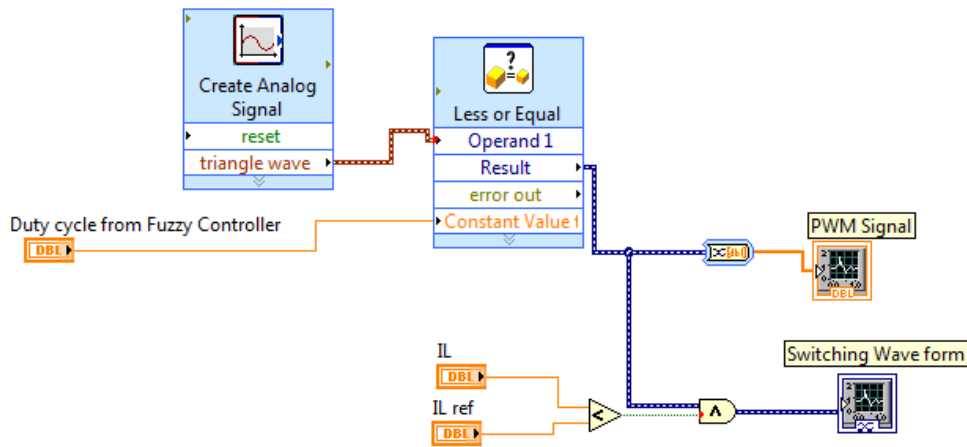 Create Analog
Signal
reset
triangle wave
?
=
Less or Equal
Operand 1
Result
error out
Constant Value f
Duty cycle from Fuzzy Controller
DBL
PWM Signal
DBL
IL
DBL
IL ref
DBL
<
∧
Switching Wave form